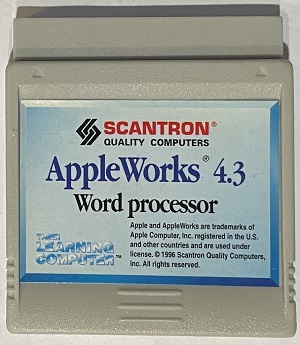 SCANTRON®
QUALITY COMPUTERS
AppleWorks® 4.3
Word processor
Apple and AppleWorks are trademarks of
Apple Computer, Inc. registered in the U.S.
and other countries and are used under
license. © 1996 Scantron Quality Computers,
Inc. All rights reserved.
THE
LEARNING
COMPUTER™